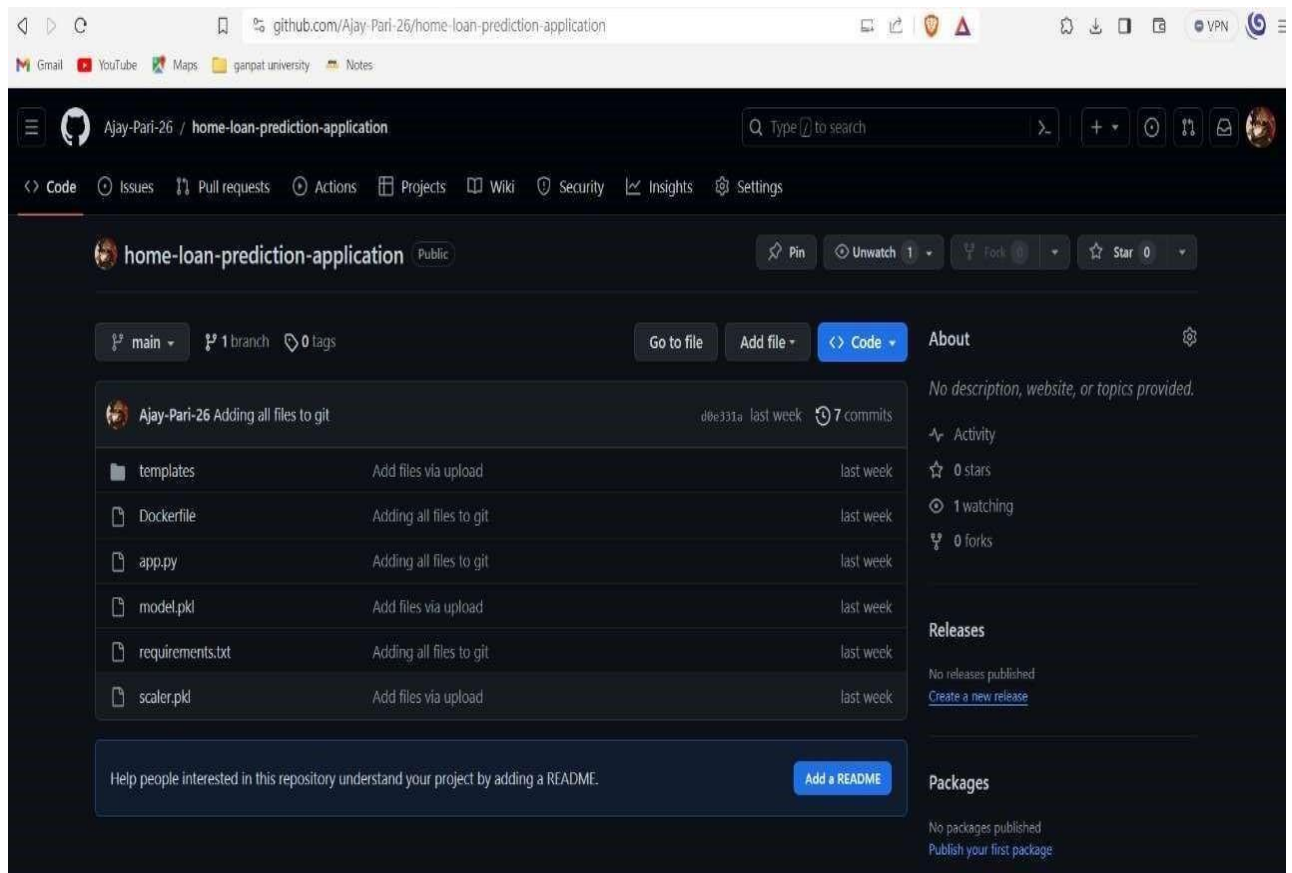 github.com/Ajay-Pari-26/home-loan-prediction-application
VPN
Gmail YouTube Maps ganpat university Notes
Ajay-Pari-26 / home-loan-prediction-application
Type / to search
Code Issues Pull requests Actions Projects Wiki Security Insights Settings
home-loan-prediction-application Public
Pin Unwatch 1 Fork 0 Star 0
main 1 branch 0 tags
Go to file Add file Code
Ajay-Pari-26 Adding all files to git d0e331a last week 7 commits
templates Add files via upload last week
Dockerfile Adding all files to git last week
app.py Adding all files to git last week
model.pkl Add files via upload last week
requirements.txt Adding all files to git last week
scaler.pkl Add files via upload last week
Help people interested in this repository understand your project by adding a README. Add a README
About
No description, website, or topics provided.
Activity
0 stars
1 watching
0 forks
Releases
No releases published
Create a new release
Packages
No packages published
Publish your first package